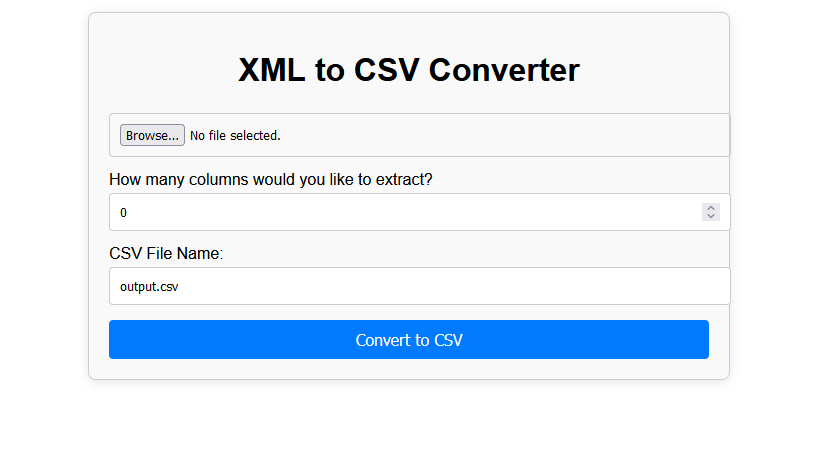 XML to CSV Converter
Browse... No file selected.
How many columns would you like to extract?
0
CSV File Name:
output.csv
Convert to CSV